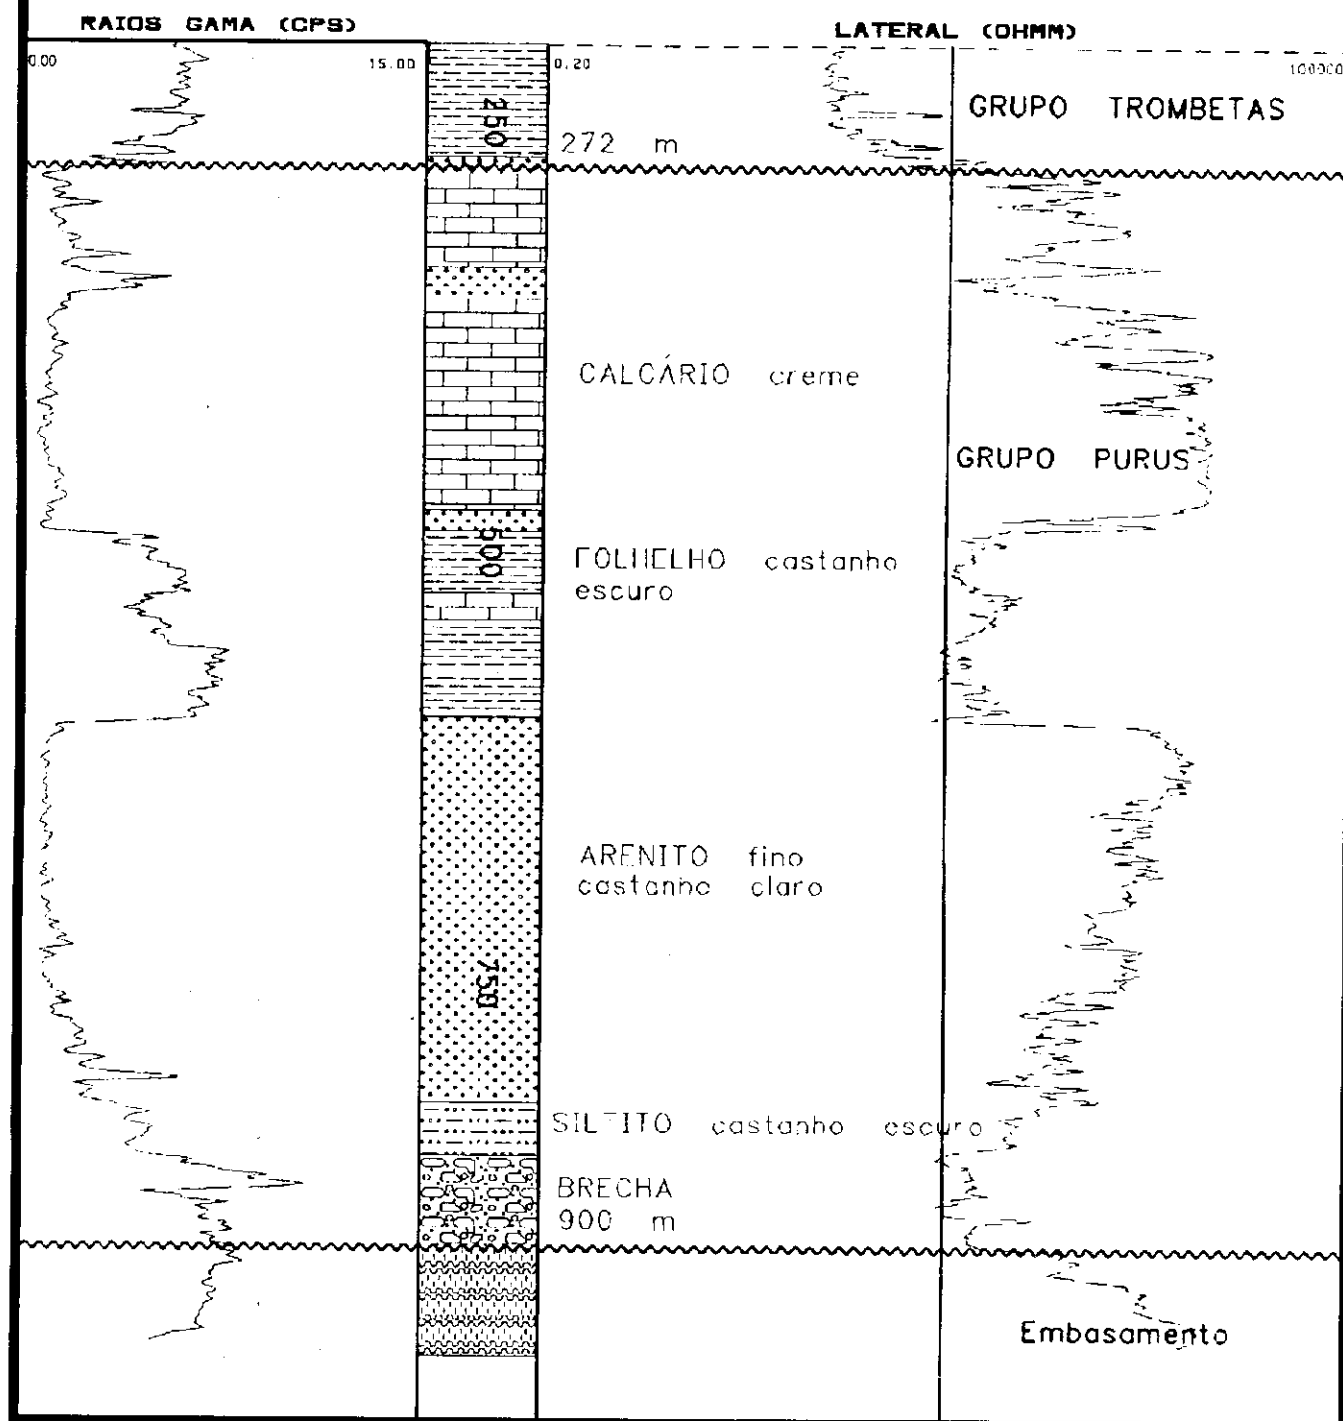 RAIOS GAMA (CPS)
LATERAL (OHMM)
0.00
15.00
0.20
100000
250
GRUPO TROMBETAS
272 m
CALCÁRIO creme
GRUPO PURUS
500
FOLHELHO castanho
escuro
ARENITO fino
castanho claro
750
SILTITO castanho escuro
BRECHA
900 m
Embasamento